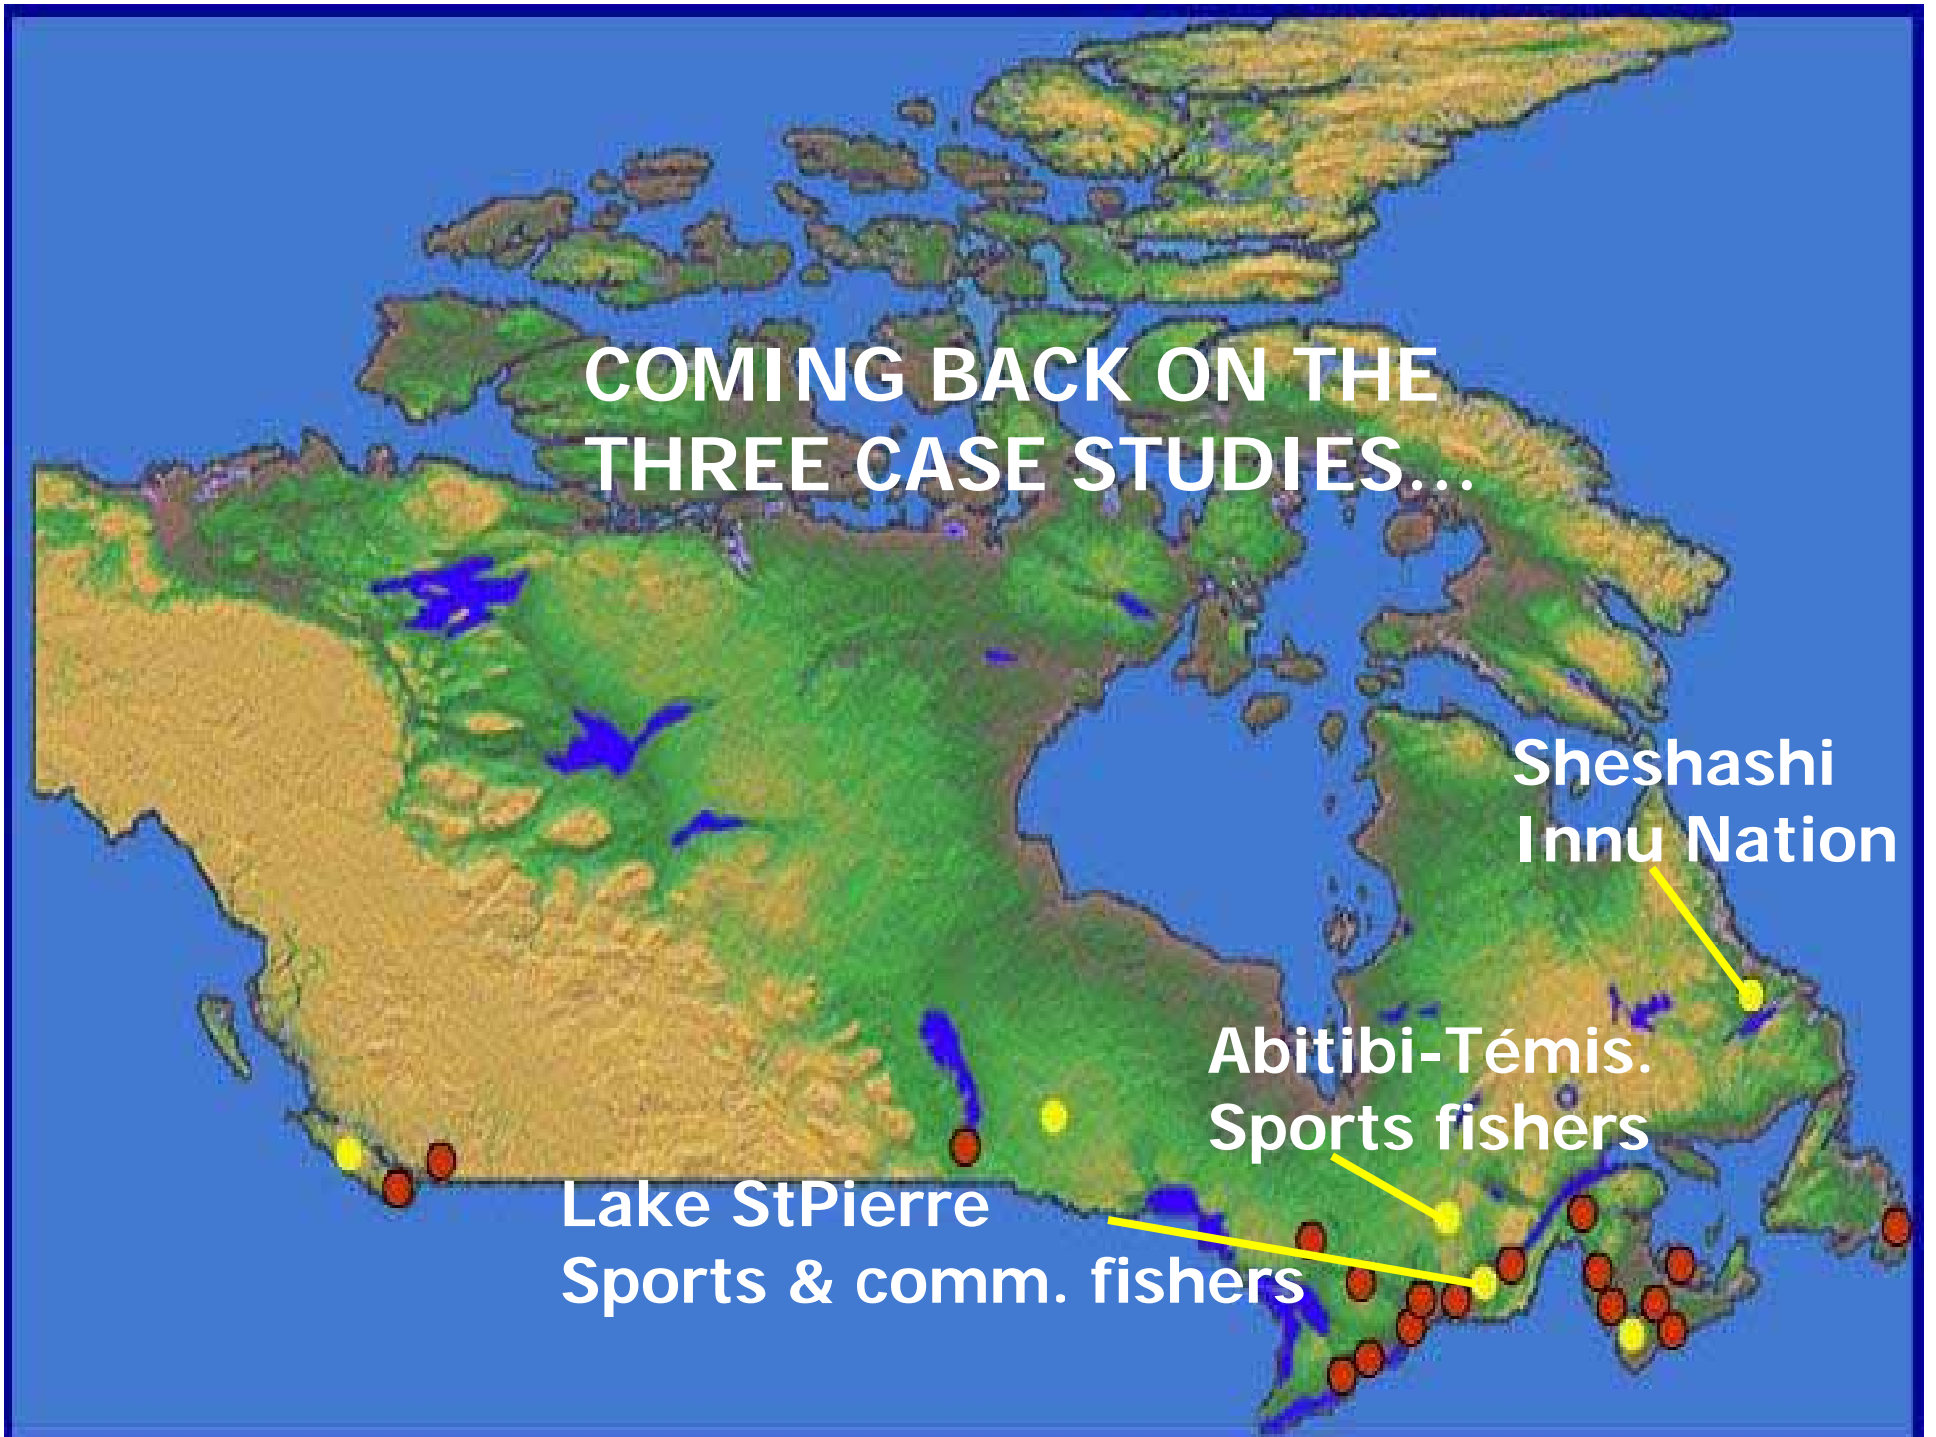 COMING BACK ON THE
THREE CASE STUDIES...
Sheshashi
Innu Nation
Abitibi-Témis.
Sports fishers
Lake StPierre
Sports & comm. fishers